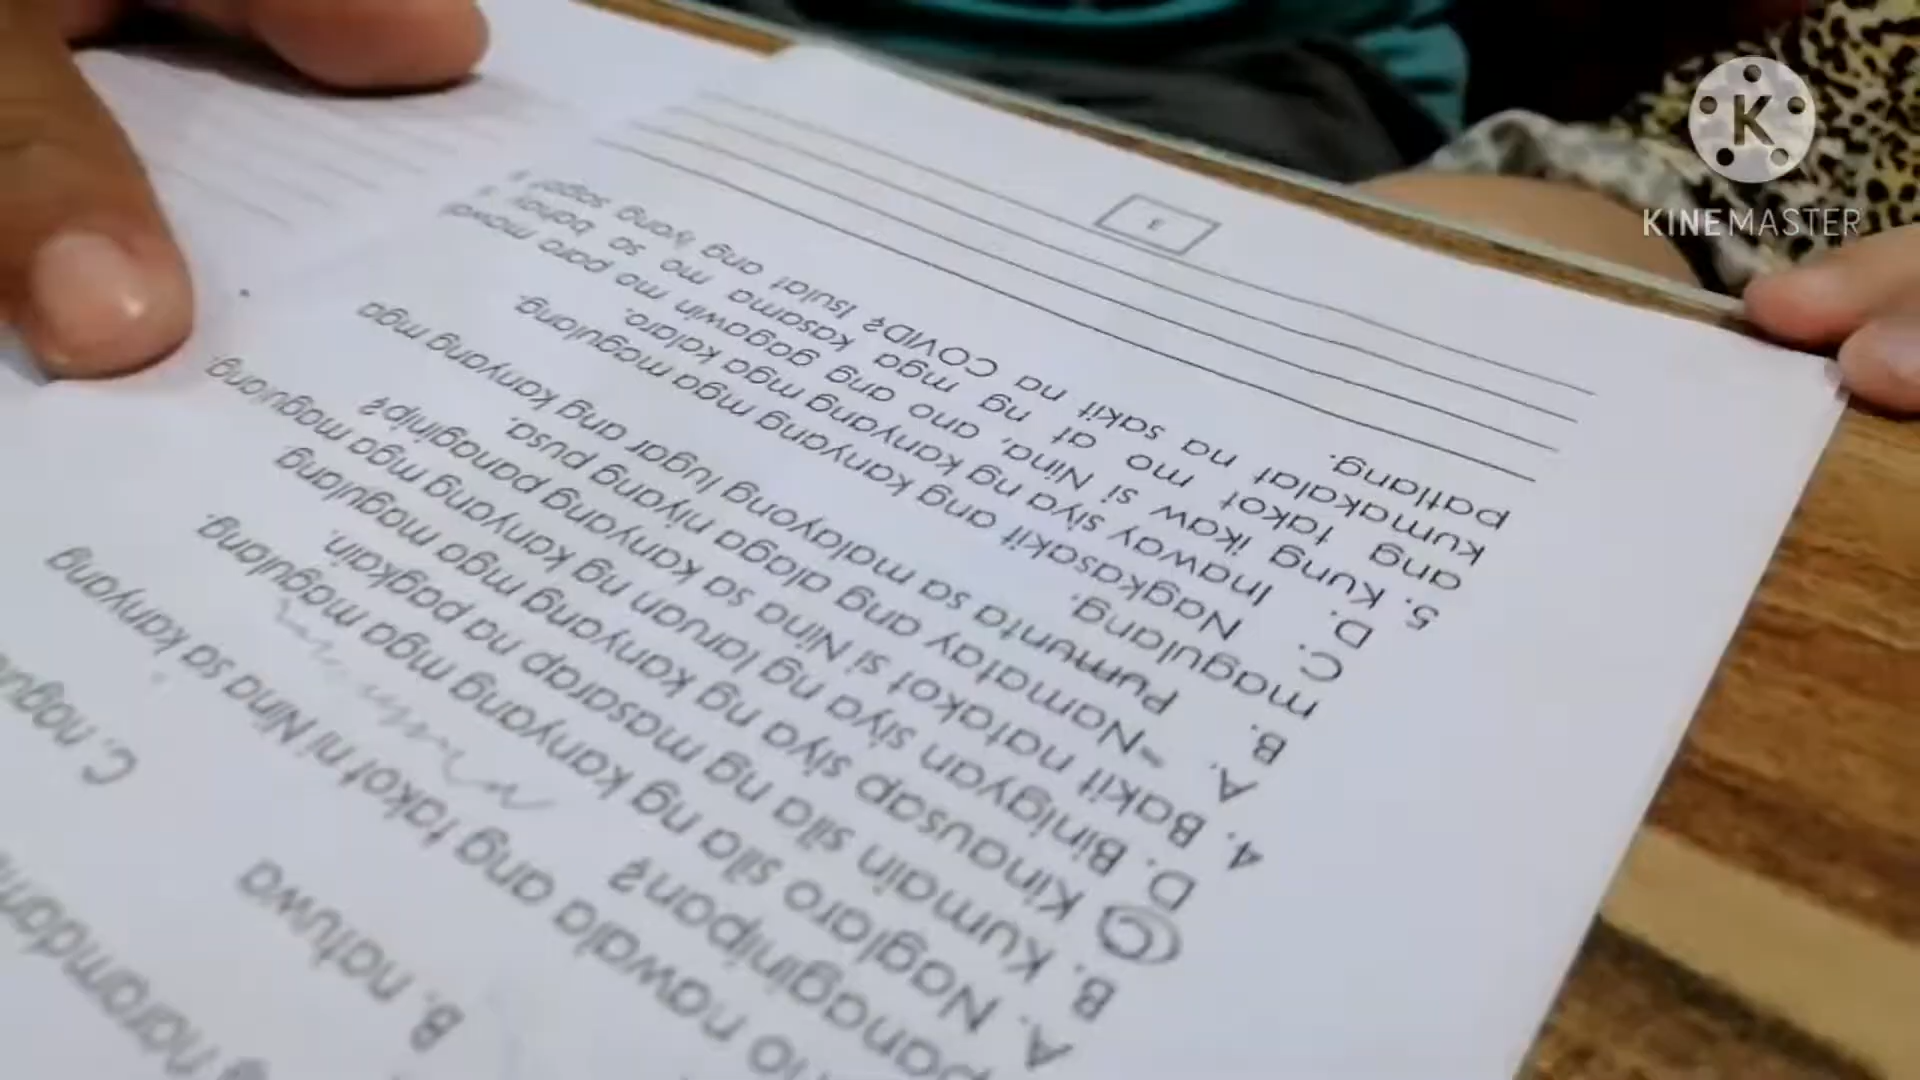 naramdam
B. natuwa
C. nagu
nawala ang takot ni Nina sa kanyang
panaginipan?
A. Naglaro sila ng kanyang mga magulang.
B. Kumain sila ng masarap na pagkain.
C Kinausap siya ng kanyang mga magulang
D. Binigyan siya ng laruan ng kanyang mga magulang.
4. Bakit natakot si Nina sa kanyang panaginip?
A. Namatay ang alaga niyang pusa.
B. Pumunta sa malayong lugar ang kanyang mga
magulang.
C. Nagkasakit ang kanyang mga magulang.
D. Inaway siya ng kanyang mga kalaro.
5. Kung ikaw si Nina, ano ang gagawin mo para mawal
ang takot mo at ng mga kasama mo sa bahay
kumakalat na sakit na COVID? Isulat ang iyong sagot
patlang.
KINEMASTER
K